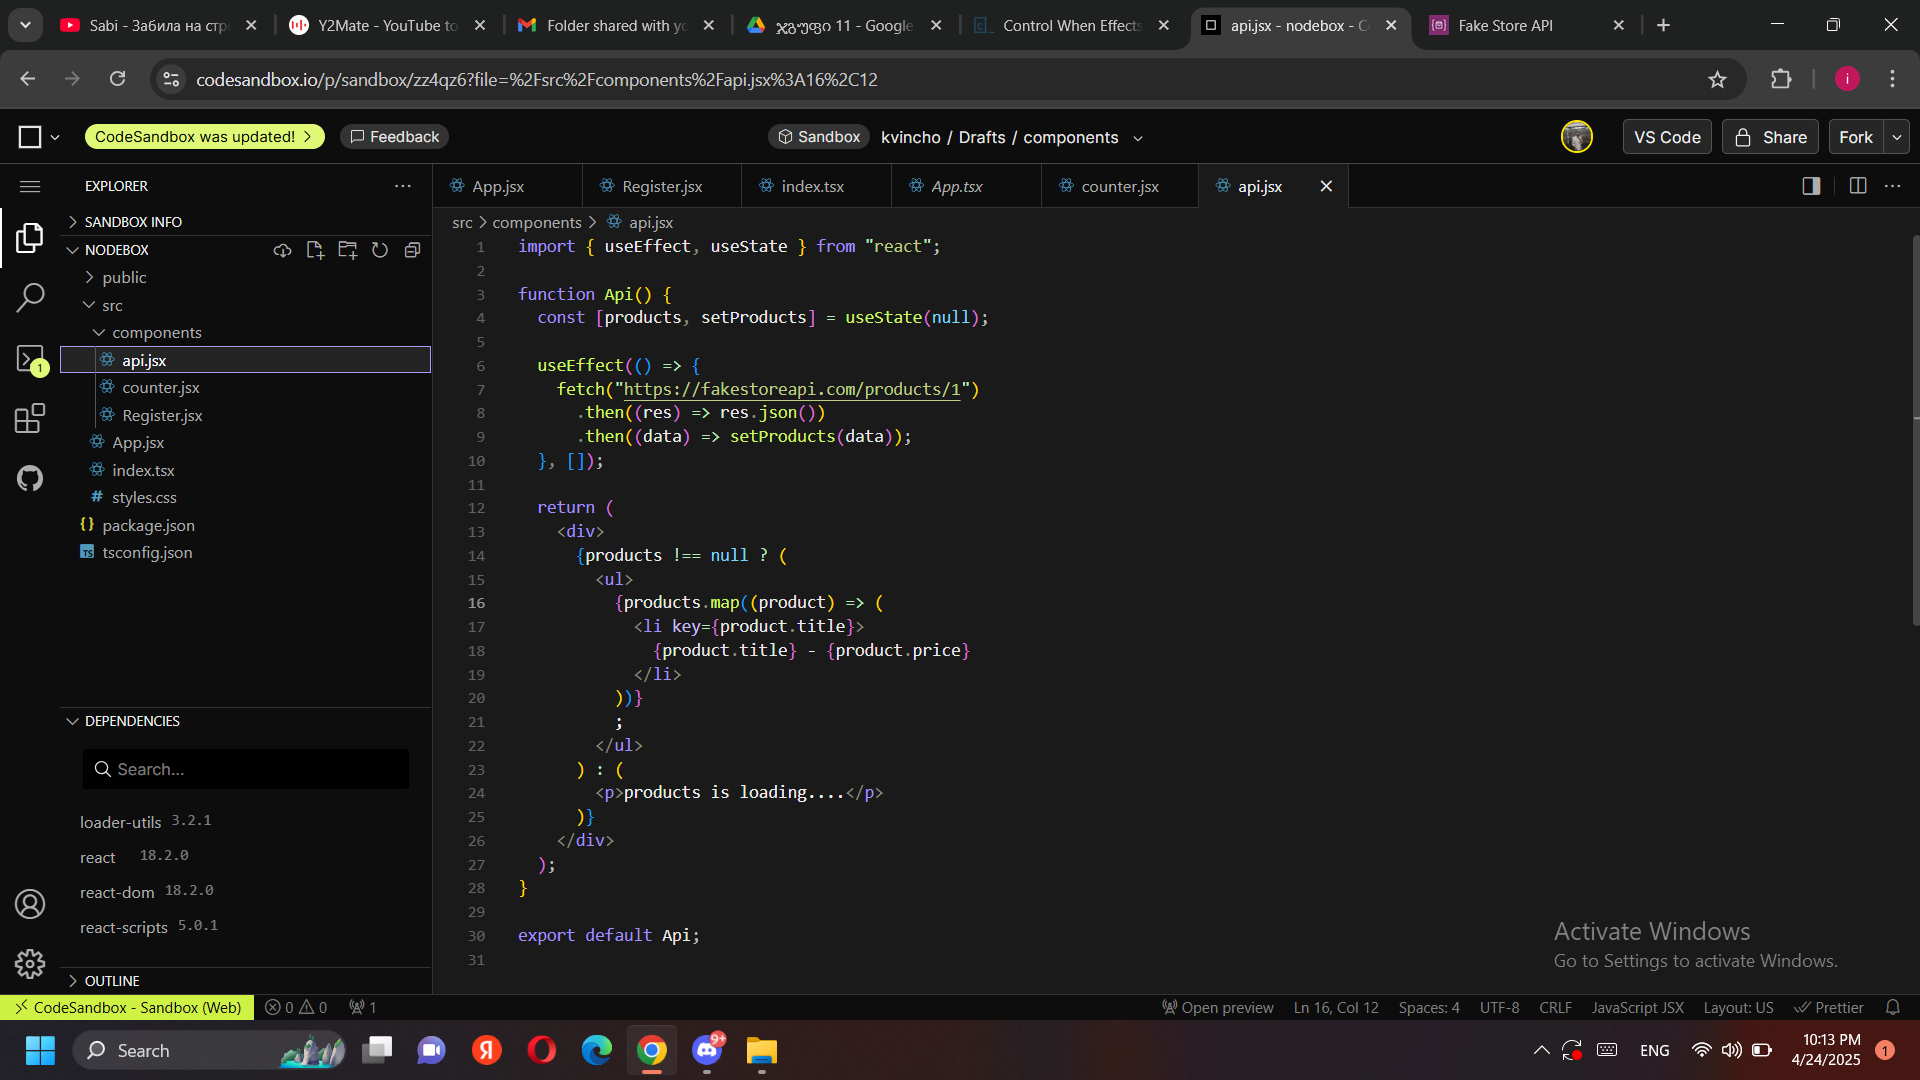 Sabi - Забила на стр
Y2Mate - YouTube to
Folder shared with yo
ჯგუფი 11 - Google
Control When Effects
api.jsx - nodebox - C
Fake Store API
codesandbox.io/p/sandbox/zz4qz6?file=%2Fsrc%2Fcomponents%2Fapi.jsx%3A16%2C12
i
CodeSandbox was updated!
Feedback
Sandbox
kvincho / Drafts / components
VS Code
Share
Fork
EXPLORER
App.jsx
Register.jsx
index.tsx
App.tsx
counter.jsx
api.jsx
SANDBOX INFO
NODEBOX
public
src
components
api.jsx
counter.jsx
Register.jsx
App.jsx
index.tsx
# styles.css
{} package.json
TS tsconfig.json
1
DEPENDENCIES
Search...
loader-utils 3.2.1
react 18.2.0
react-dom 18.2.0
react-scripts 5.0.1
OUTLINE
src > components > api.jsx
1 import { useEffect, useState } from "react";
2
3 function Api() {
4 const [products, setProducts] = useState(null);
5
6 useEffect(() => {
7 fetch("https://fakestoreapi.com/products/1")
8 .then((res) => res.json())
9 .then((data) => setProducts(data));
10 }, []);
11
12 return (
13 <div>
14 {products !== null ? (
15 <ul>
16 {products.map((product) => (
17 <li key={product.title}>
18 {product.title} - {product.price}
19 </li>
20 ))}
21 ;
22 </ul>
23 ) : (
24 <p>products is loading....</p>
25 )}
26 </div>
27 );
28 }
29
30 export default Api;
31
Activate Windows
Go to Settings to activate Windows.
CodeSandbox - Sandbox (Web)
0 0
1
Open preview
Ln 16, Col 12
Spaces: 4
UTF-8
CRLF
JavaScript JSX
Layout: US
Prettier
Search
Я
9+
ENG
10:13 PM
4/24/2025
1